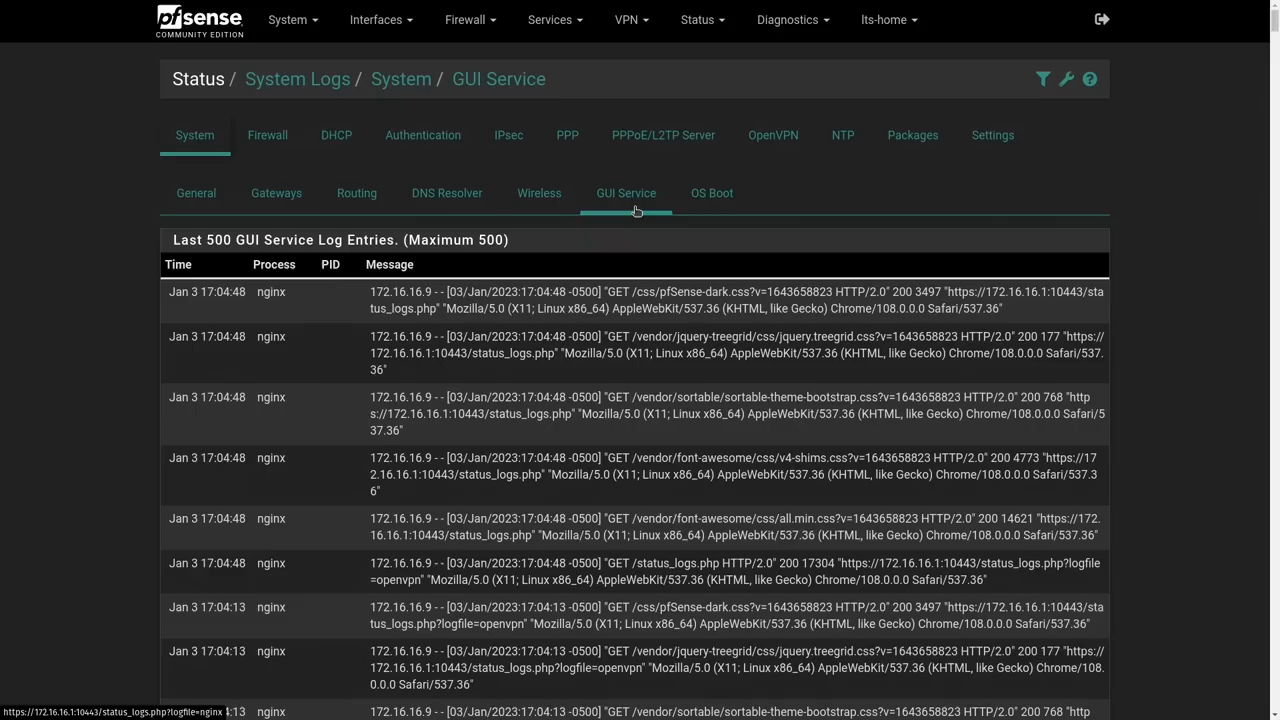 pfsense
COMMUNITY EDITION
System Interfaces Firewall Services VPN Status Diagnostics lts-home
Status / System Logs / System / GUI Service
System Firewall DHCP Authentication IPsec PPP PPPoE/L2TP Server OpenVPN NTP Packages Settings
General Gateways Routing DNS Resolver Wireless GUI Service OS Boot
Last 500 GUI Service Log Entries. (Maximum 500)
Time Process PID Message
Jan 3 17:04:48 nginx 172.16.16.9 - - [03/Jan/2023:17:04:48 -0500] "GET /css/pfSense-dark.css?v=1643658823 HTTP/2.0" 200 3497 "https://172.16.16.1:10443/sta
tus_logs.php" "Mozilla/5.0 (X11; Linux x86_64) AppleWebKit/537.36 (KHTML, like Gecko) Chrome/108.0.0.0 Safari/537.36"
Jan 3 17:04:48 nginx 172.16.16.9 - - [03/Jan/2023:17:04:48 -0500] "GET /vendor/jquery-treegrid/css/jquery.treegrid.css?v=1643658823 HTTP/2.0" 200 177 "https://
172.16.16.1:10443/status_logs.php" "Mozilla/5.0 (X11; Linux x86_64) AppleWebKit/537.36 (KHTML, like Gecko) Chrome/108.0.0.0 Safari/537.
36"
Jan 3 17:04:48 nginx 172.16.16.9 - - [03/Jan/2023:17:04:48 -0500] "GET /vendor/sortable/sortable-theme-bootstrap.css?v=1643658823 HTTP/2.0" 200 768 "http
s://172.16.16.1:10443/status_logs.php" "Mozilla/5.0 (X11; Linux x86_64) AppleWebKit/537.36 (KHTML, like Gecko) Chrome/108.0.0.0 Safari/5
37.36"
Jan 3 17:04:48 nginx 172.16.16.9 - - [03/Jan/2023:17:04:48 -0500] "GET /vendor/font-awesome/css/v4-shims.css?v=1643658823 HTTP/2.0" 200 4773 "https://17
2.16.16.1:10443/status_logs.php" "Mozilla/5.0 (X11; Linux x86_64) AppleWebKit/537.36 (KHTML, like Gecko) Chrome/108.0.0.0 Safari/537.3
6"
Jan 3 17:04:48 nginx 172.16.16.9 - - [03/Jan/2023:17:04:48 -0500] "GET /vendor/font-awesome/css/all.min.css?v=1643658823 HTTP/2.0" 200 14621 "https://172.
16.16.1:10443/status_logs.php" "Mozilla/5.0 (X11; Linux x86_64) AppleWebKit/537.36 (KHTML, like Gecko) Chrome/108.0.0.0 Safari/537.36"
Jan 3 17:04:48 nginx 172.16.16.9 - - [03/Jan/2023:17:04:48 -0500] "GET /status_logs.php HTTP/2.0" 200 17304 "https://172.16.16.1:10443/status_logs.php?logfile
=openvpn" "Mozilla/5.0 (X11; Linux x86_64) AppleWebKit/537.36 (KHTML, like Gecko) Chrome/108.0.0.0 Safari/537.36"
Jan 3 17:04:13 nginx 172.16.16.9 - - [03/Jan/2023:17:04:13 -0500] "GET /css/pfSense-dark.css?v=1643658823 HTTP/2.0" 200 3497 "https://172.16.16.1:10443/sta
tus_logs.php?logfile=openvpn" "Mozilla/5.0 (X11; Linux x86_64) AppleWebKit/537.36 (KHTML, like Gecko) Chrome/108.0.0.0 Safari/537.36"
Jan 3 17:04:13 nginx 172.16.16.9 - - [03/Jan/2023:17:04:13 -0500] "GET /vendor/jquery-treegrid/css/jquery.treegrid.css?v=1643658823 HTTP/2.0" 200 177 "https://
172.16.16.1:10443/status_logs.php?logfile=openvpn" "Mozilla/5.0 (X11; Linux x86_64) AppleWebKit/537.36 (KHTML, like Gecko) Chrome/108.
0.0.0 Safari/537.36"
4:13 nginx 172.16.16.9 - - [03/Jan/2023:17:04:13 -0500] "GET /vendor/sortable/sortable-theme-bootstrap.css?v=1643658823 HTTP/2.0" 200 768 "http
https://172.16.16.1:10443/status_logs.php?logfile=nginx